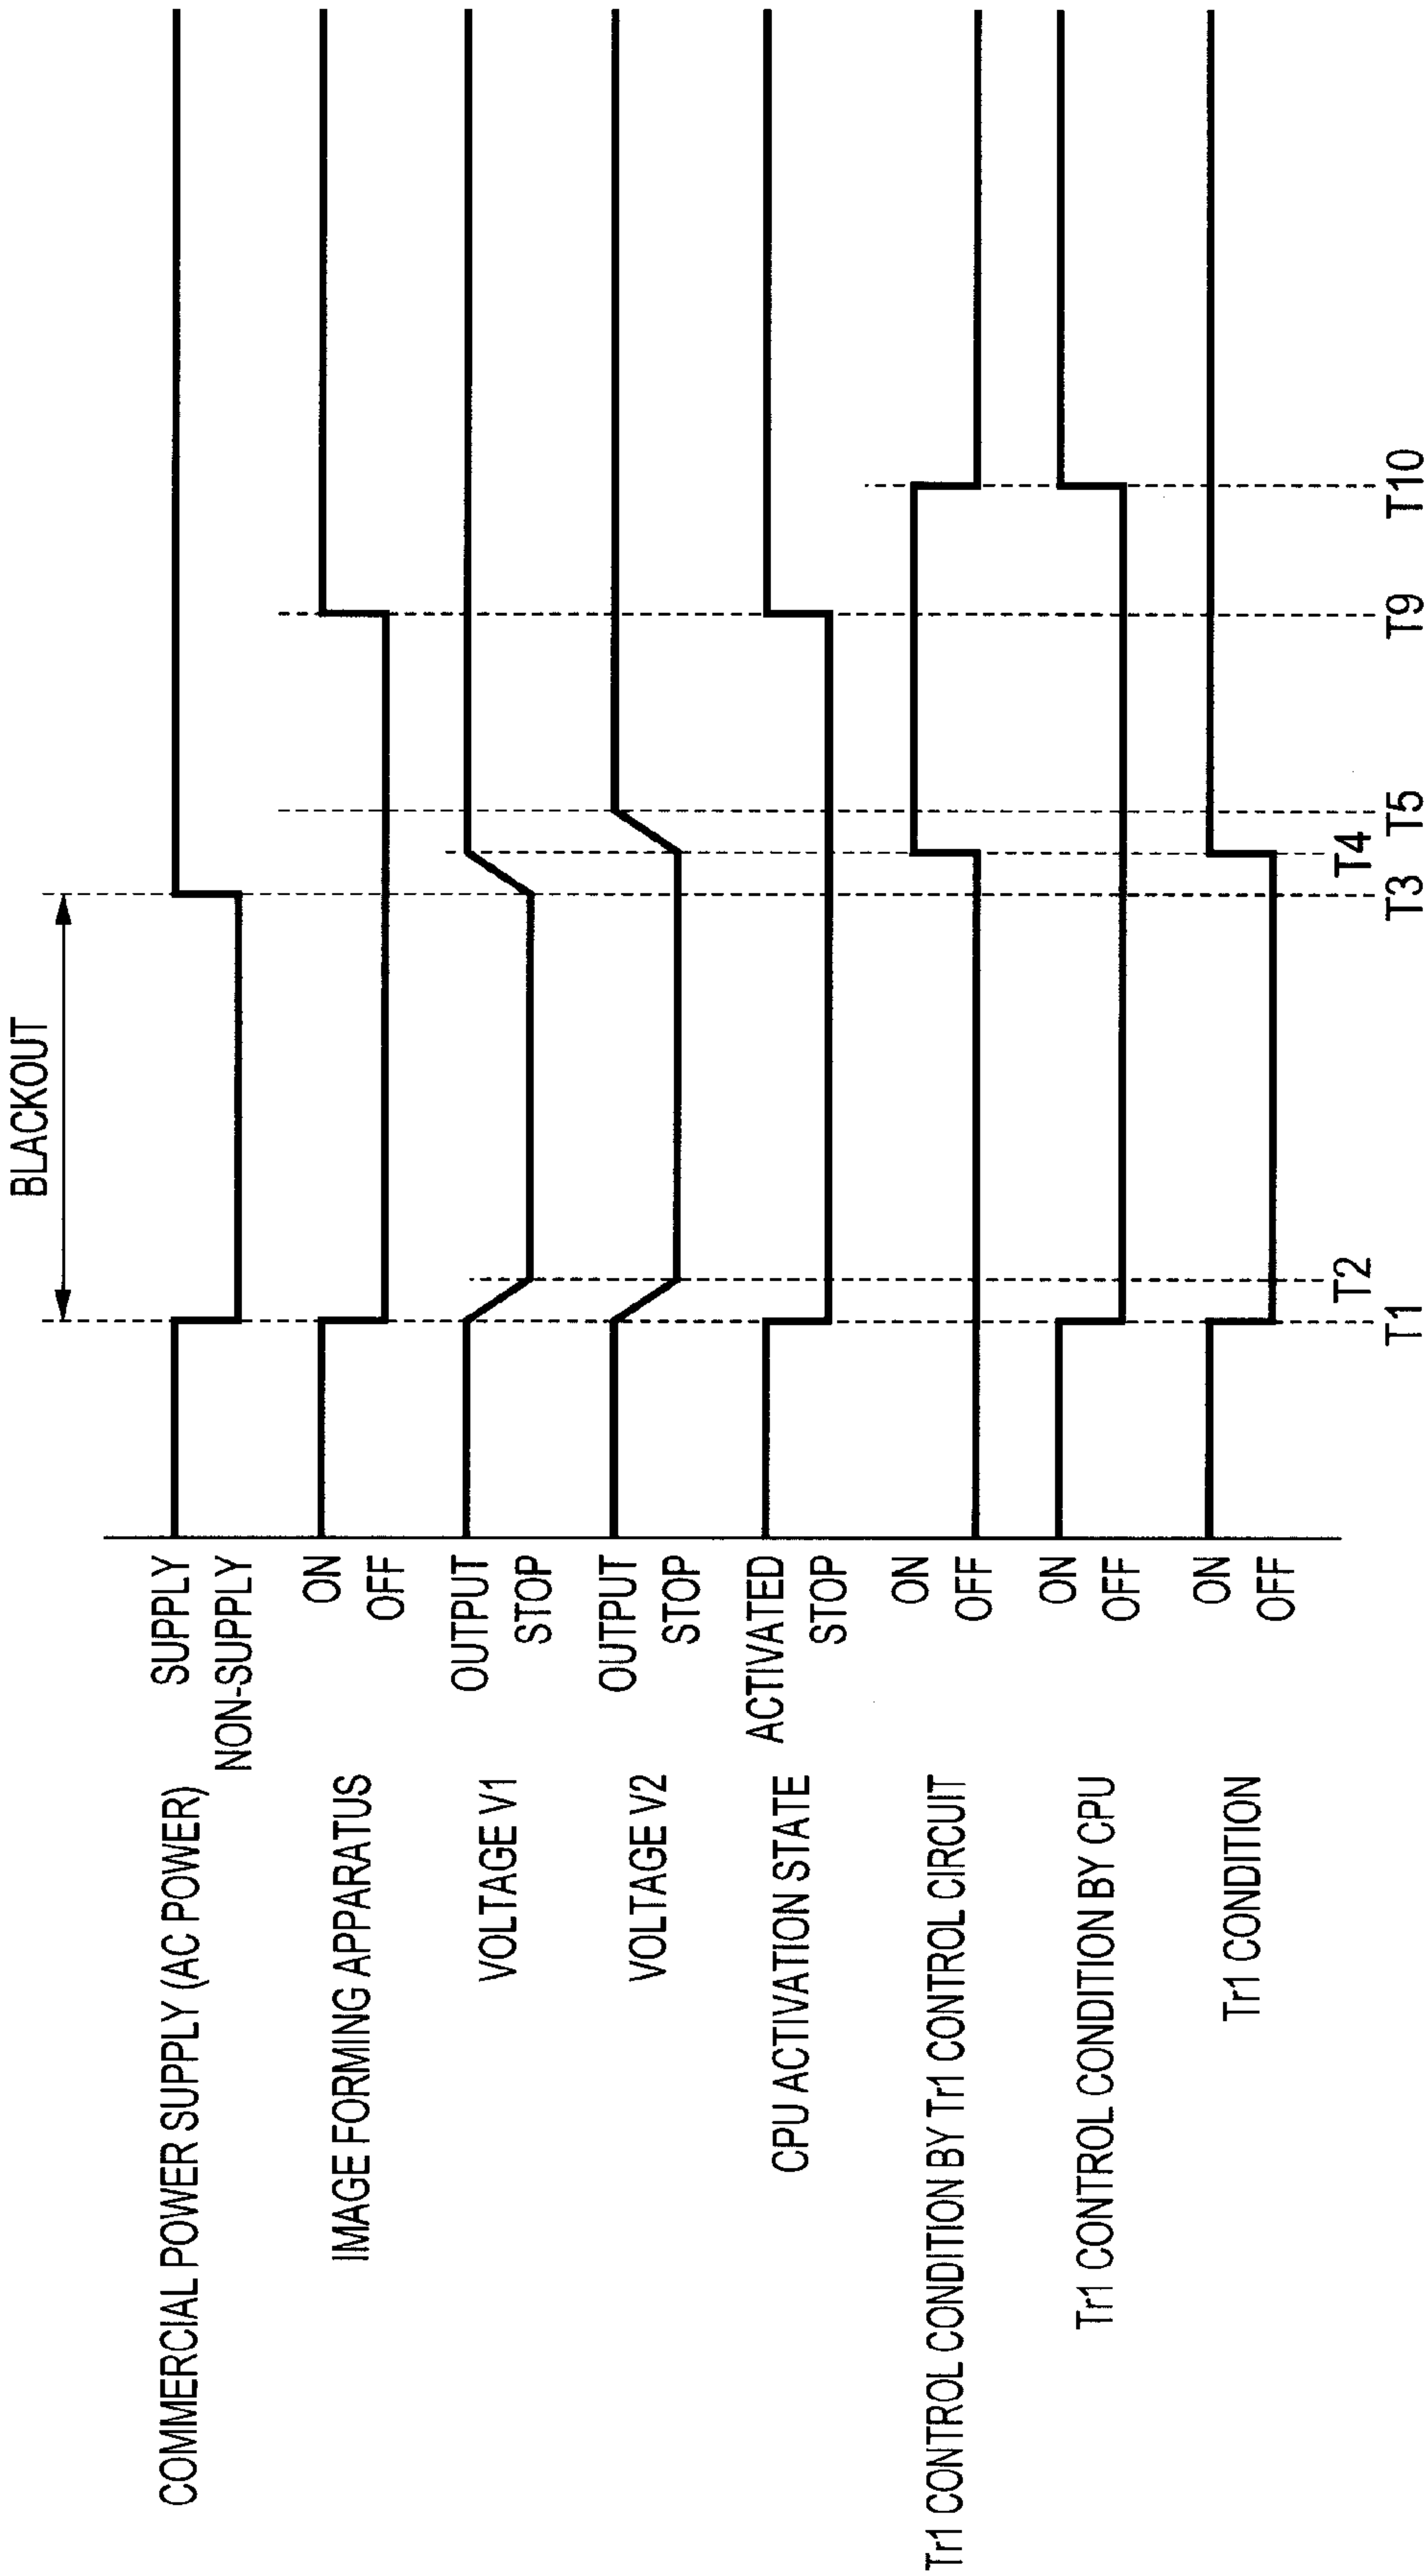 BLACKOUT
COMMERCIAL POWER SUPPLY (AC POWER)
SUPPLY
NON-SUPPLY
IMAGE FORMING APPARATUS
ON
OFF
VOLTAGE V1
OUTPUT
STOP
VOLTAGE V2
OUTPUT
STOP
CPU ACTIVATION STATE
ACTIVATED
STOP
Tr1 CONTROL CONDITION BY Tr1 CONTROL CIRCUIT
ON
OFF
Tr1 CONTROL CONDITION BY CPU
ON
OFF
Tr1 CONDITION
ON
OFF
T1
T2
T3
T4
T5
T9
T10